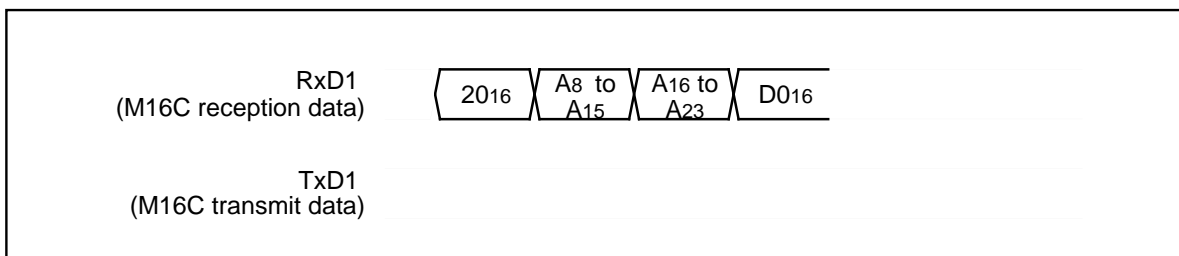 RxD1
(M16C reception data)
2016
A8 to
A15
A16 to
A23
D016
TxD1
(M16C transmit data)